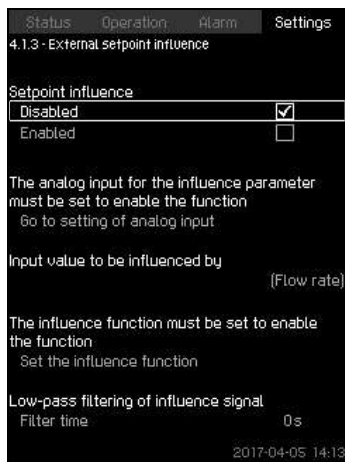 Status Operation Alarm Settings
4.1.3 - External setpoint influence
Setpoint influence
Disabled
Enabled
The analog input for the influence parameter
must be set to enable the function
Go to setting of analog input
Input value to be influenced by
(Flow rate)
The influence function must be set to enable
the function
Set the influence function
Low-pass filtering of influence signal
Filter time 0s
2017-04-05 14:13